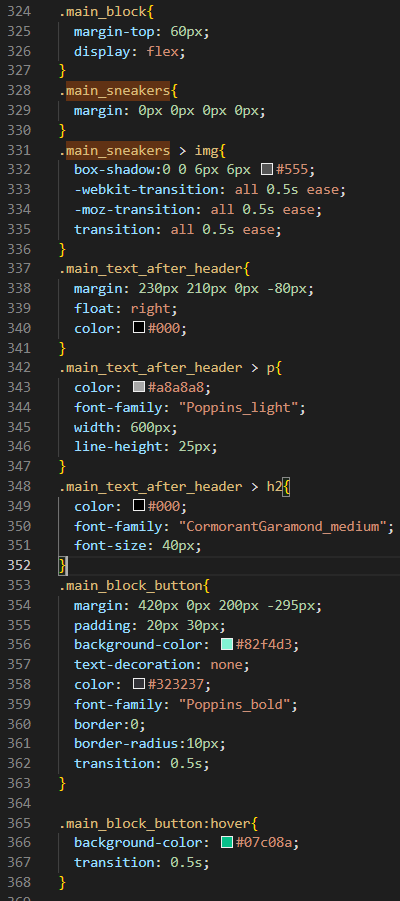 324 .main_block{
325 margin-top: 60px;
326 display: flex;
327 }
328 .main_sneakers{
329 margin: 0px 0px 0px 0px;
330 }
331 .main_sneakers > img{
332 box-shadow:0 0 6px 6px #555;
333 -webkit-transition: all 0.5s ease;
334 -moz-transition: all 0.5s ease;
335 transition: all 0.5s ease;
336 }
337 .main_text_after_header{
338 margin: 230px 210px 0px -80px;
339 float: right;
340 color: #000;
341 }
342 .main_text_after_header > p{
343 color: #a8a8a8;
344 font-family: "Poppins_light";
345 width: 600px;
346 line-height: 25px;
347 }
348 .main_text_after_header > h2{
349 color: #000;
350 font-family: "CormorantGaramond_medium";
351 font-size: 40px;
352 }
353 .main_block_button{
354 margin: 420px 0px 200px -295px;
355 padding: 20px 30px;
356 background-color: #82f4d3;
357 text-decoration: none;
358 color: #323237;
359 font-family: "Poppins_bold";
360 border:0;
361 border-radius:10px;
362 transition: 0.5s;
363 }
364
365 .main_block_button:hover{
366 background-color: #07c08a;
367 transition: 0.5s;
368 }